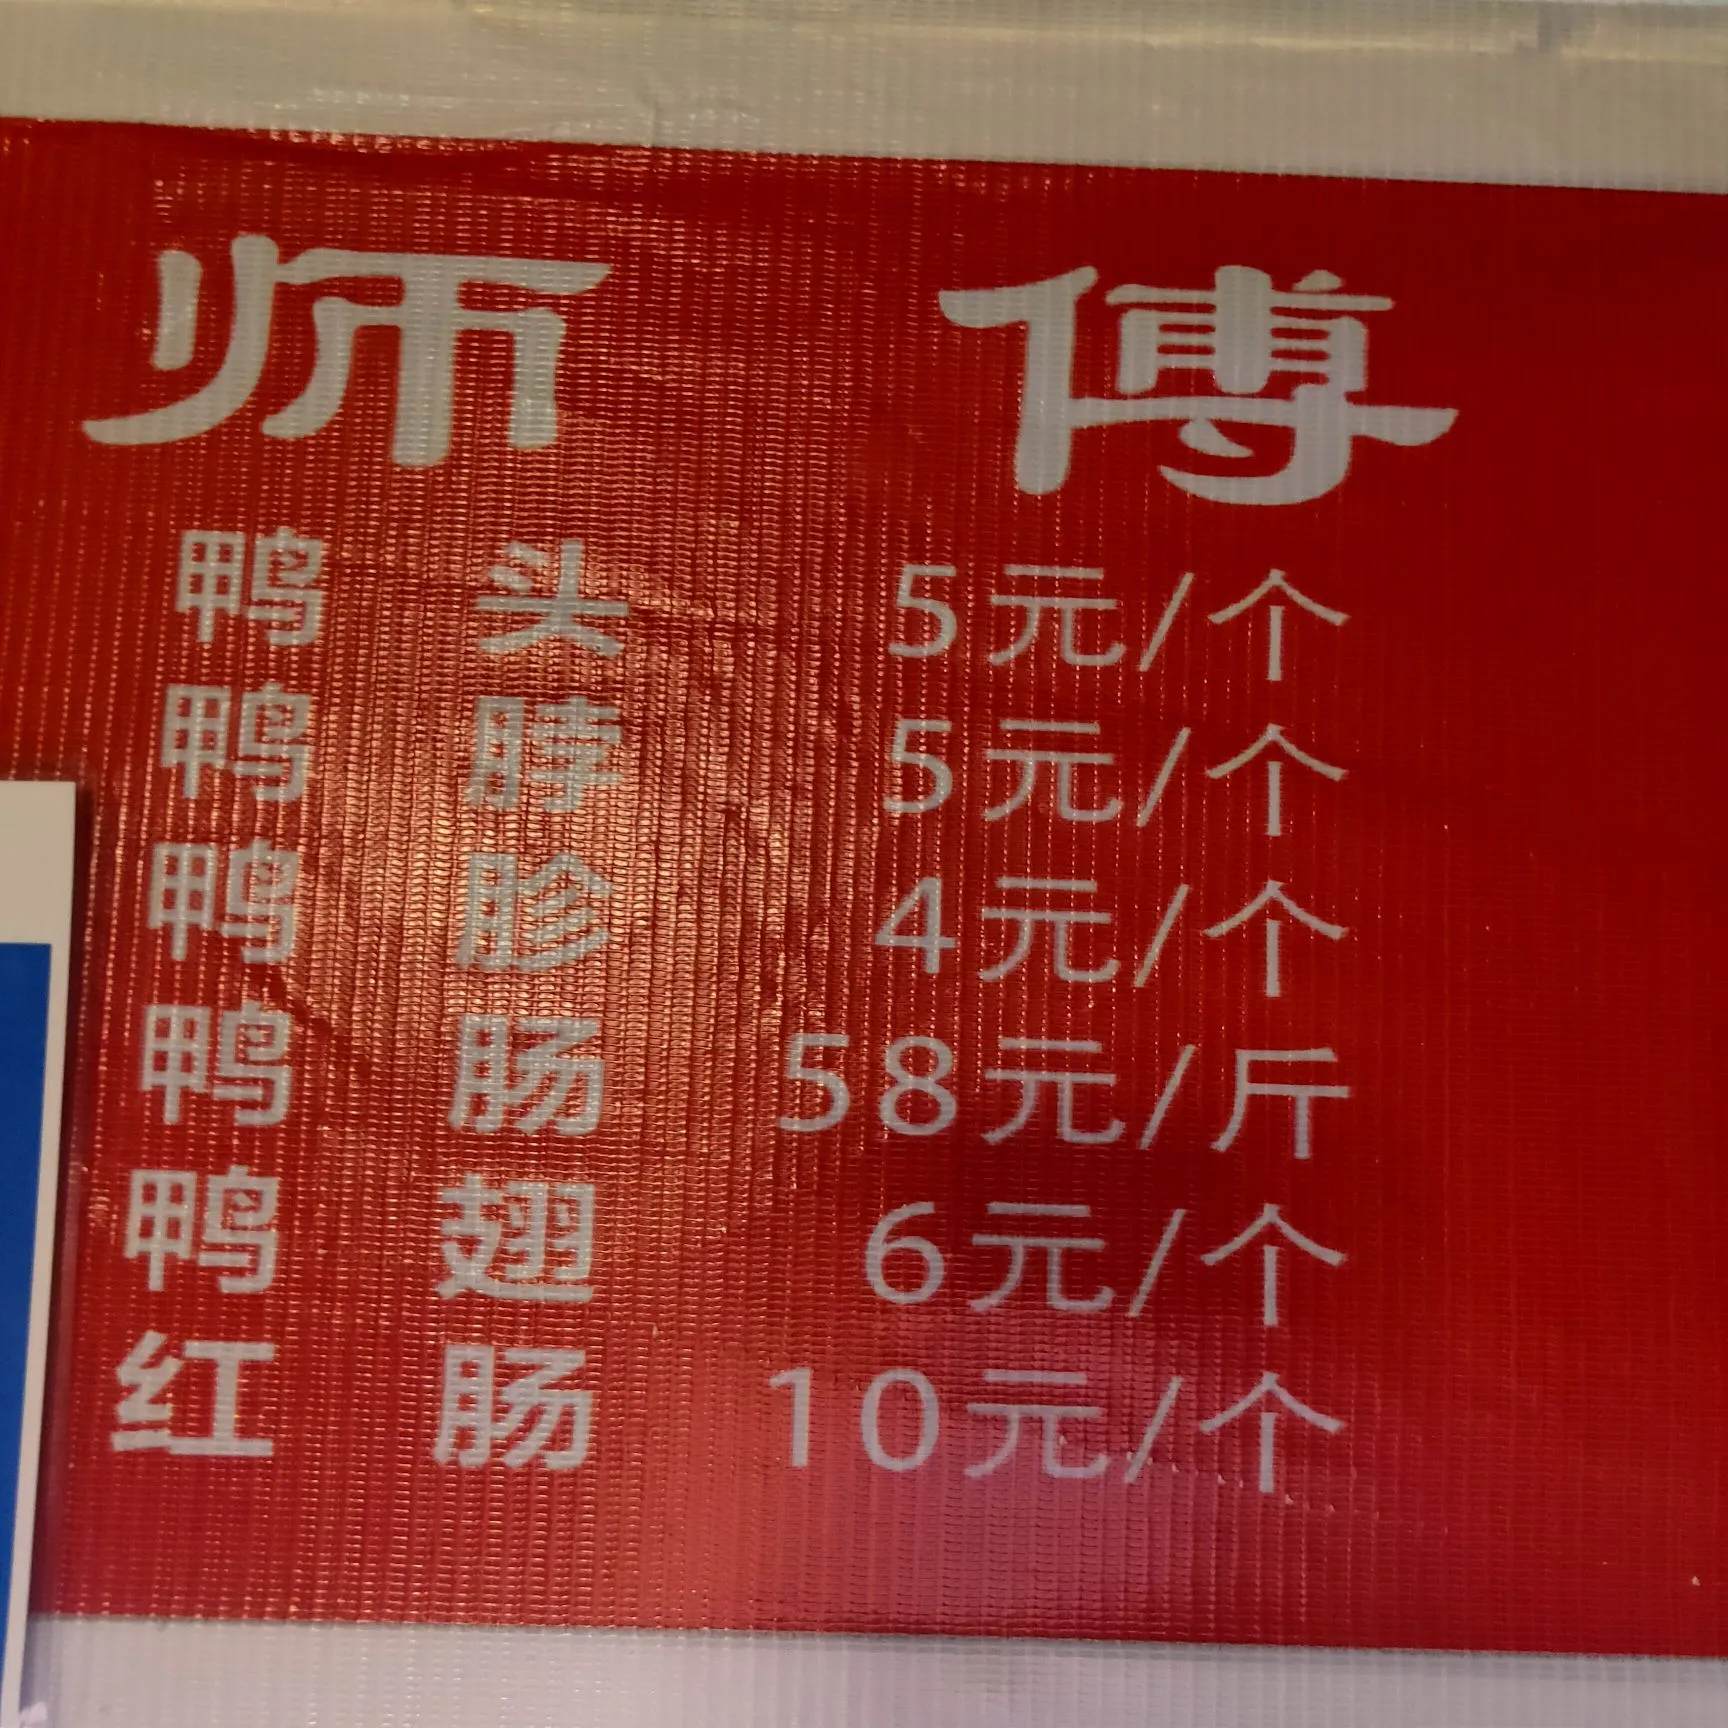 师傅
鸭头 5元/个
鸭脖 5元/个
鸭胗 4元/个
鸭肠 58元/斤
鸭翅 6元/个
红肠 10元/个